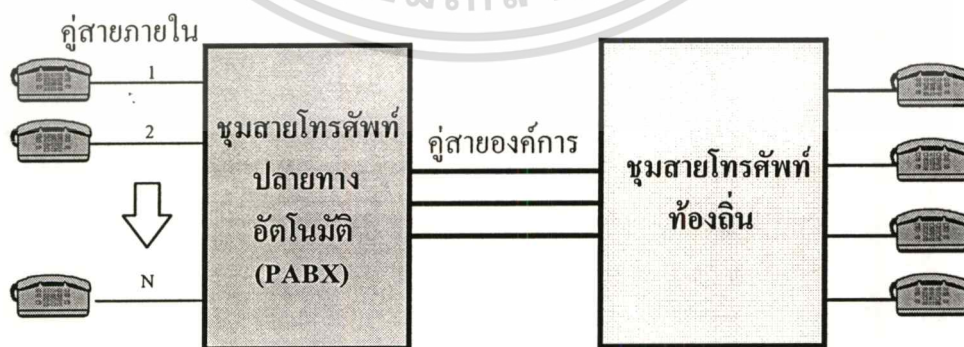 คู่สายภายใน
1
2
N
ชุมสายโทรศัพท์
ปลายทาง
อัตโนมัติ
(PABX)
คู่สายองค์การ
ชุมสายโทรศัพท์
ท้องถิ่น